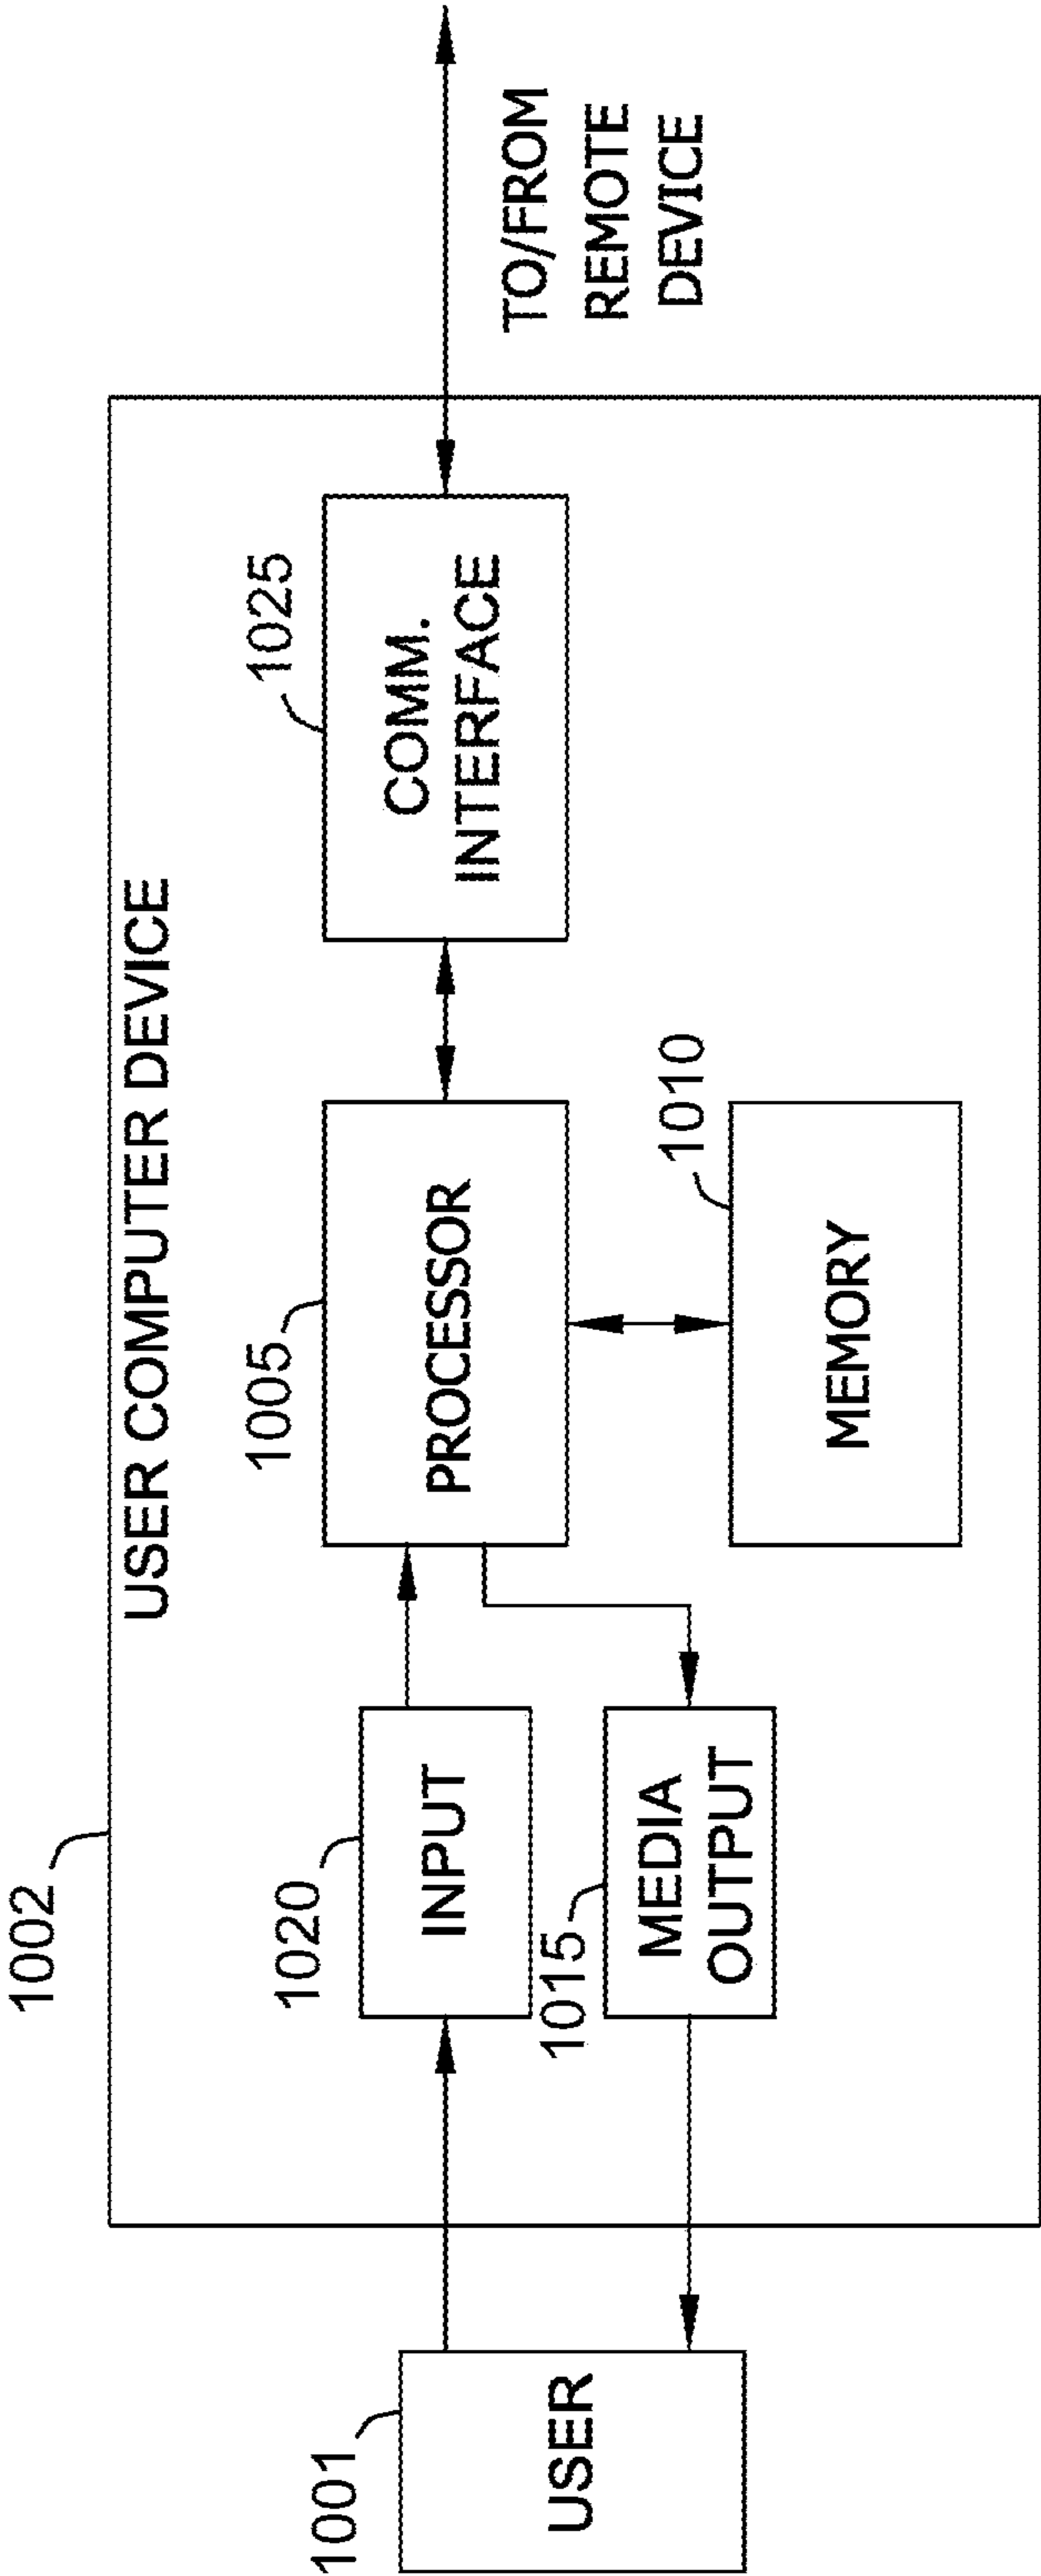 1002
USER COMPUTER DEVICE
1001
USER
1020
INPUT
1015
MEDIA
OUTPUT
1005
PROCESSOR
1010
MEMORY
1025
COMM.
INTERFACE
TO/FROM
REMOTE
DEVICE